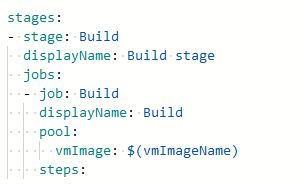 stages:
- stage: Build
  displayName: Build stage
  jobs:
  - job: Build
    displayName: Build
    pool:
      vmImage: $(vmImageName)
    steps: